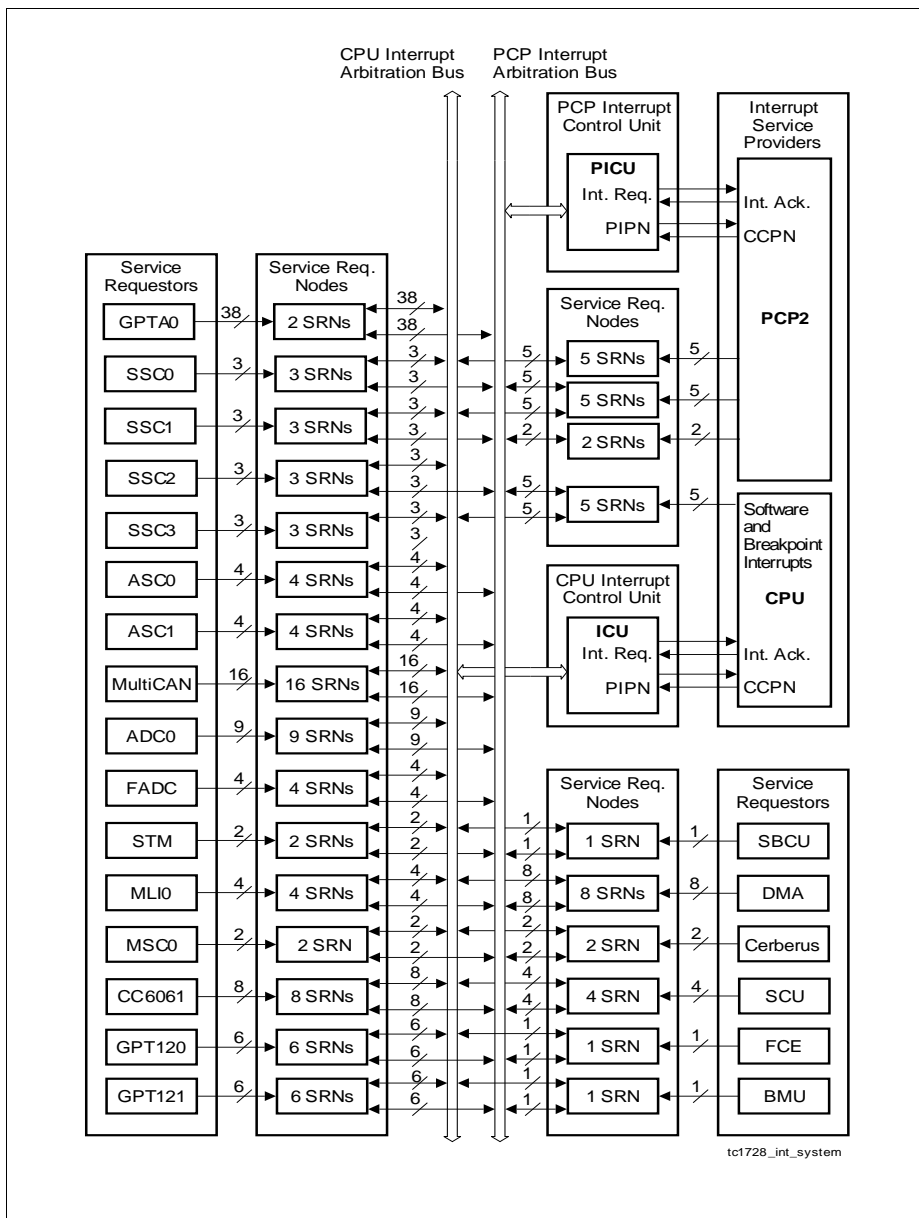 CPU Interrupt
Arbitration Bus
PCP Interrupt
Arbitration Bus
PCP Interrupt
Control Unit
PICU
Int. Req.
PIPN
Interrupt
Service
Providers
Int. Ack.
CCPN
PCP2
Service
Requestors
Service Req.
Nodes
GPTA0
38
2 SRNs
38
38
SSC0
3
3 SRNs
3
3
SSC1
3
3 SRNs
3
3
SSC2
3
3 SRNs
3
3
SSC3
3
3 SRNs
3
3
ASC0
4
4 SRNs
4
4
ASC1
4
4 SRNs
4
4
MultiCAN
16
16 SRNs
16
16
ADC0
9
9 SRNs
9
9
FADC
4
4 SRNs
4
4
STM
2
2 SRNs
2
2
MLI0
4
4 SRNs
4
4
MSC0
2
2 SRN
2
2
CC6061
8
8 SRNs
8
8
GPT120
6
6 SRNs
6
6
GPT121
6
6 SRNs
6
6
Service Req.
Nodes
5
5 SRNs
5
5
5
5 SRNs
5
2
2 SRNs
2
5
5
5 SRNs
5
Software
and
Breakpoint
Interrupts
CPU
CPU Interrupt
Control Unit
ICU
Int. Req.
PIPN
Int. Ack.
CCPN
Service Req.
Nodes
Service
Requestors
1
1
1 SRN
1
SBCU
8
8
8 SRNs
8
DMA
2
2
2 SRN
2
Cerberus
4
4
4 SRN
4
SCU
1
1
1 SRN
1
FCE
1
1
1 SRN
1
BMU
tc1728_int_system